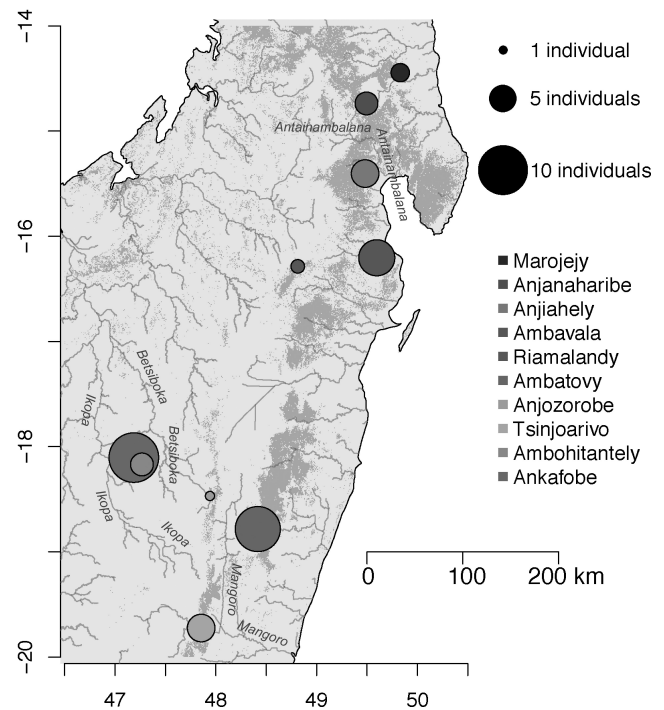 −14
−16
−18
−20
47
48
49
50
1 individual
5 individuals
10 individuals
Antainambalana
Antainambalana
Betsiboka
Ikopa
Betsiboka
Ikopa
Ikopa
Mangoro
Mangoro
Marojejy
Anjanaharibe
Anjiahely
Ambavala
Riamalandy
Ambatovy
Anjozorobe
Tsinjoarivo
Ambohitantely
Ankafobe
0 100 200 km